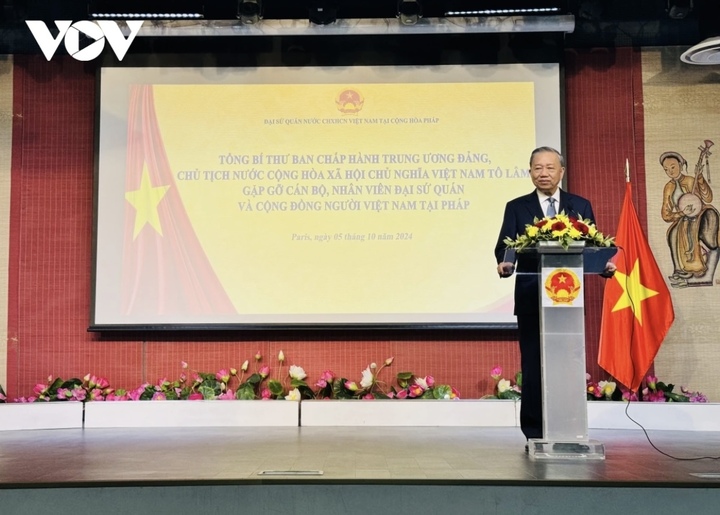 VOV
ĐẠI SỨ QUÁN NƯỚC CHXHCN VIỆT NAM TẠI CỘNG HÒA PHÁP
TỔNG BÍ THƯ BAN CHẤP HÀNH TRUNG ƯƠNG ĐẢNG,
CHỦ TỊCH NƯỚC CỘNG HÒA XÃ HỘI CHỦ NGHĨA VIỆT NAM TÔ LÂM
GẶP GỠ CÁN BỘ, NHÂN VIÊN ĐẠI SỨ QUÁN
VÀ CỘNG ĐỒNG NGƯỜI VIỆT NAM TẠI PHÁP
Paris, ngày 05 tháng 10 năm 2024